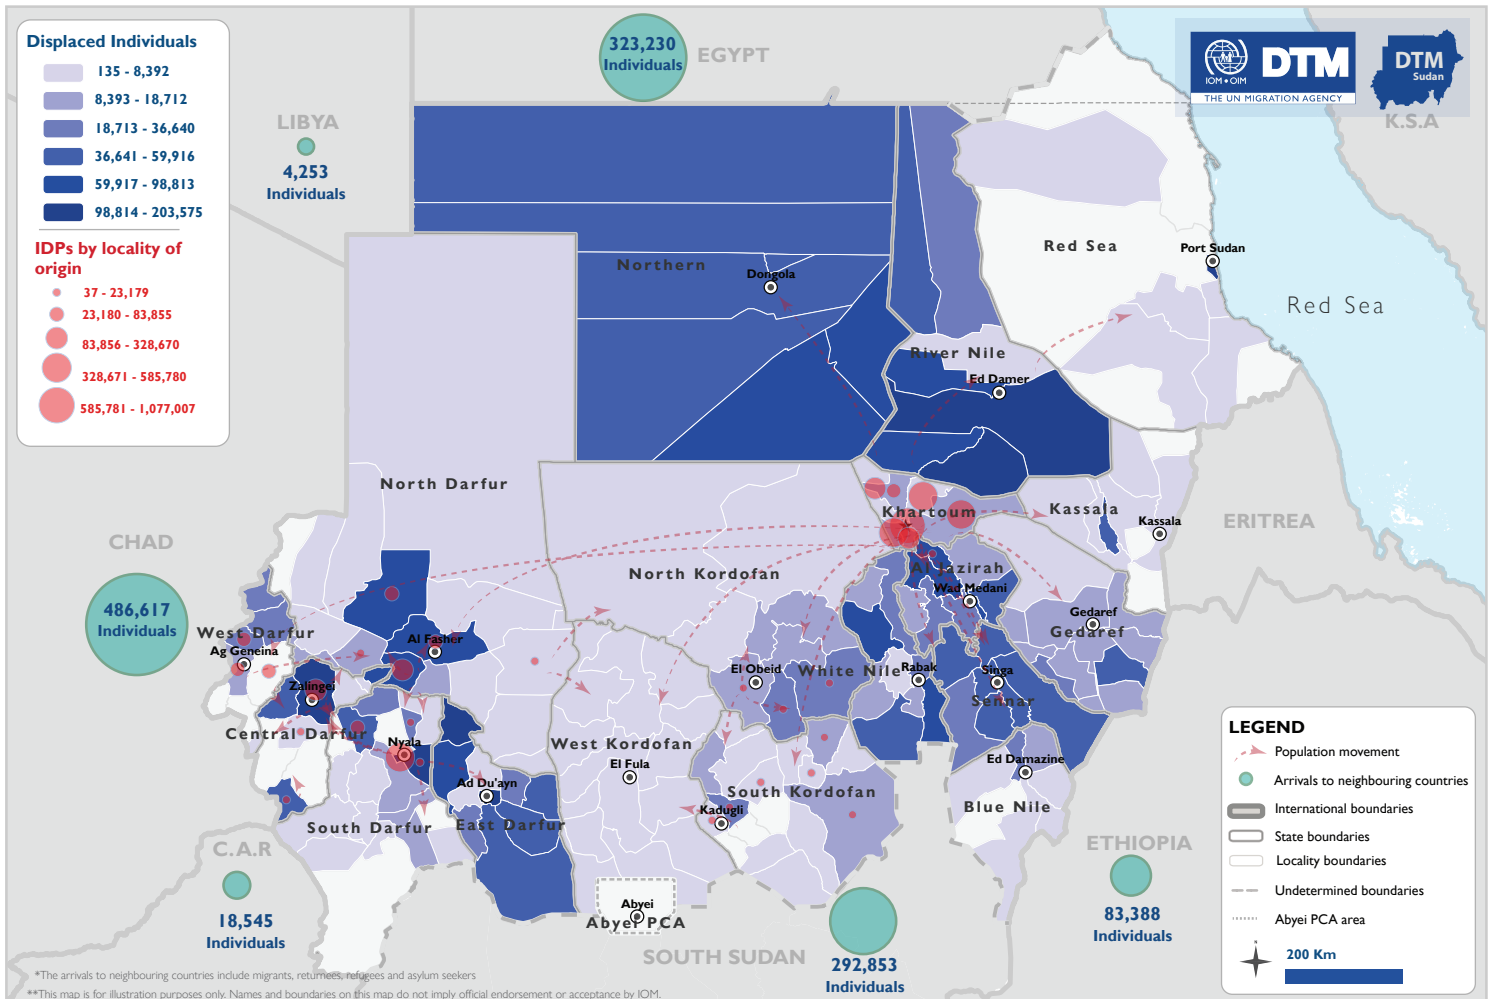 Displaced Individuals
135 - 8,392
8,393 - 18,712
18,713 - 36,640
36,641 - 59,916
59,917 - 98,813
98,814 - 203,575
IDPs by locality of
origin
37 - 23,179
23,180 - 83,855
83,856 - 328,670
328,671 - 585,780
585,781 - 1,077,007
323,230
Individuals
EGYPT
LIBYA
4,253
Individuals
IOM • OIM
DTM
THE UN MIGRATION AGENCY
DTM
Sudan
K.S.A
Red Sea
Port Sudan
Red Sea
Northern
Dongola
River Nile
Ed Damer
North Darfur
Khartoum
Kassala
Kassala
ERITREA
CHAD
486,617
Individuals
North Kordofan
Al Jazirah
Wad Medani
Gedaref
Gedaref
West Darfur
Ag Geneina
Al Fasher
Zalingei
El Obeid
White Nile
Rabak
Singa
Sennar
Central Darfur
Nyala
West Kordofan
El Fula
Ed Damazine
Blue Nile
Ad Du'ayn
South Kordofan
Kadugli
South Darfur
East Darfur
C.A.R
18,545
Individuals
Abyei
Abyei PCA
SOUTH SUDAN
292,853
Individuals
ETHIOPIA
83,388
Individuals
LEGEND
Population movement
Arrivals to neighbouring countries
International boundaries
State boundaries
Locality boundaries
Undetermined boundaries
Abyei PCA area
200 Km
*The arrivals to neighbouring countries include migrants, returnees, refugees and asylum seekers
**This map is for illustration purposes only. Names and boundaries on this map do not imply official endorsement or acceptance by IOM.